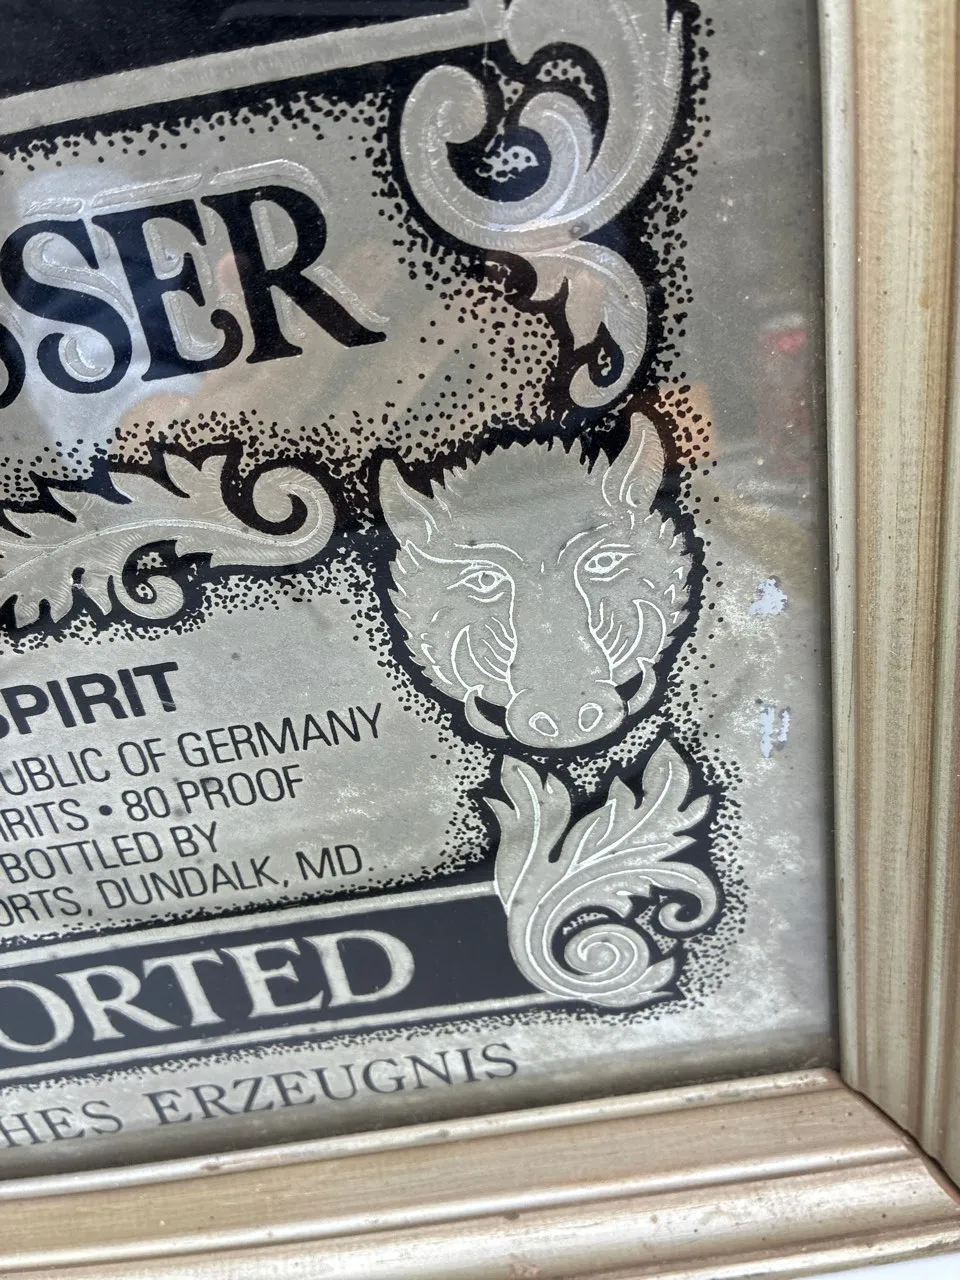 SSER
SPIRIT
UBLIC OF GERMANY
IRITS • 80 PROOF
BOTTLED BY
ORTS, DUNDALK, MD.
ORTED
HES ERZEUGNIS